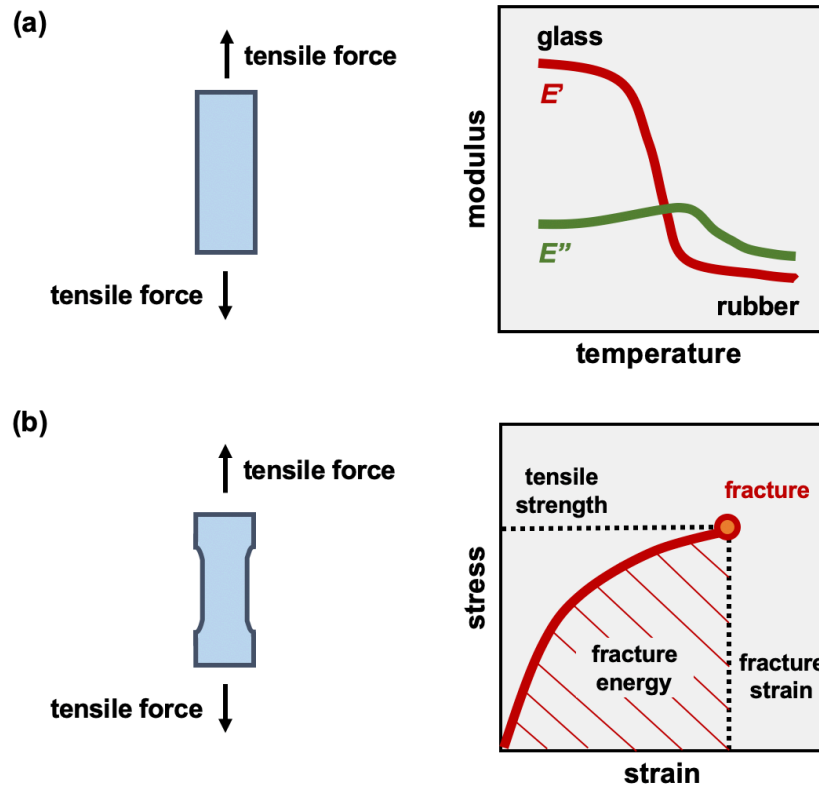 (a)
tensile force
tensile force
glass
E'
E"
rubber
modulus
temperature
(b)
tensile force
tensile force
tensile
strength
fracture
fracture
energy
fracture
strain
stress
strain